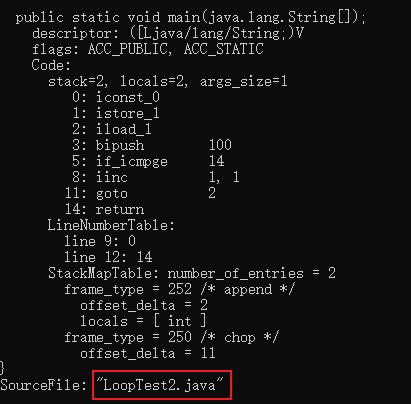 public static void main(java.lang.String[]);
descriptor: ([Ljava/lang/String;)V
flags: ACC_PUBLIC, ACC_STATIC
Code:
stack=2, locals=2, args_size=1
0: iconst_0
1: istore_1
2: iload_1
3: bipush 100
5: if_icmpge 14
8: iinc 1, 1
11: goto 2
14: return
LineNumberTable:
line 9: 0
line 12: 14
StackMapTable: number_of_entries = 2
frame_type = 252 /* append */
offset_delta = 2
locals = [ int ]
frame_type = 250 /* chop */
offset_delta = 11
}
SourceFile: "LoopTest2.java"